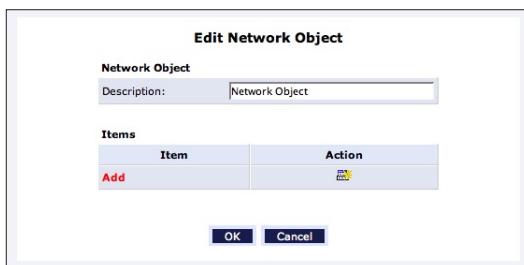 Edit Network Object
Network Object
Description: Network Object
Items
Item Action
Add
OK Cancel